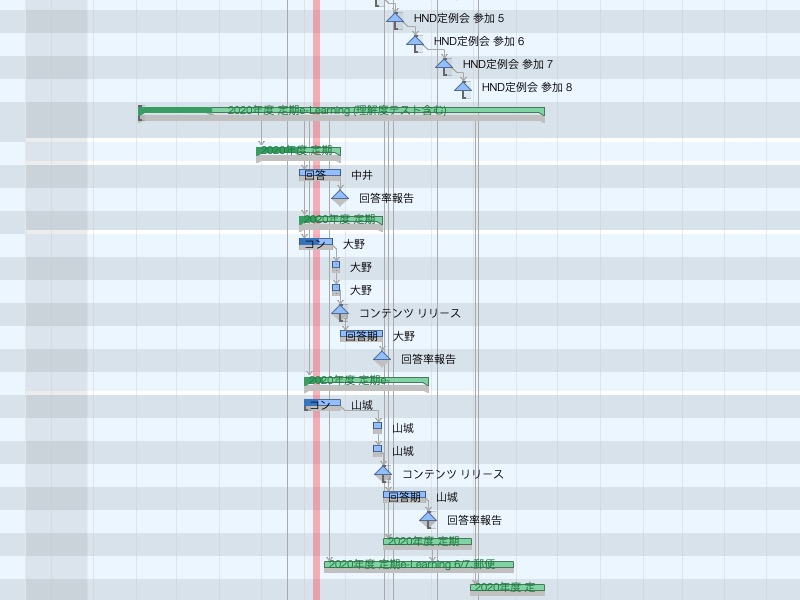 HND定例会 参加 5
HND定例会 参加 6
HND定例会 参加 7
HND定例会 参加 8
2020年度 定期e-Learning (理解度テスト含む)
2020年度 定期
回答 中井
回答率報告
2020年度 定期
コン 大野
大野
大野
コンテンツ リリース
回答期 大野
回答率報告
2020年度 定期e-
コン 山城
山城
山城
コンテンツ リリース
回答期 山城
回答率報告
2020年度 定期
2020年度 定期e-Learning 6/7 郵便
2020年度 定